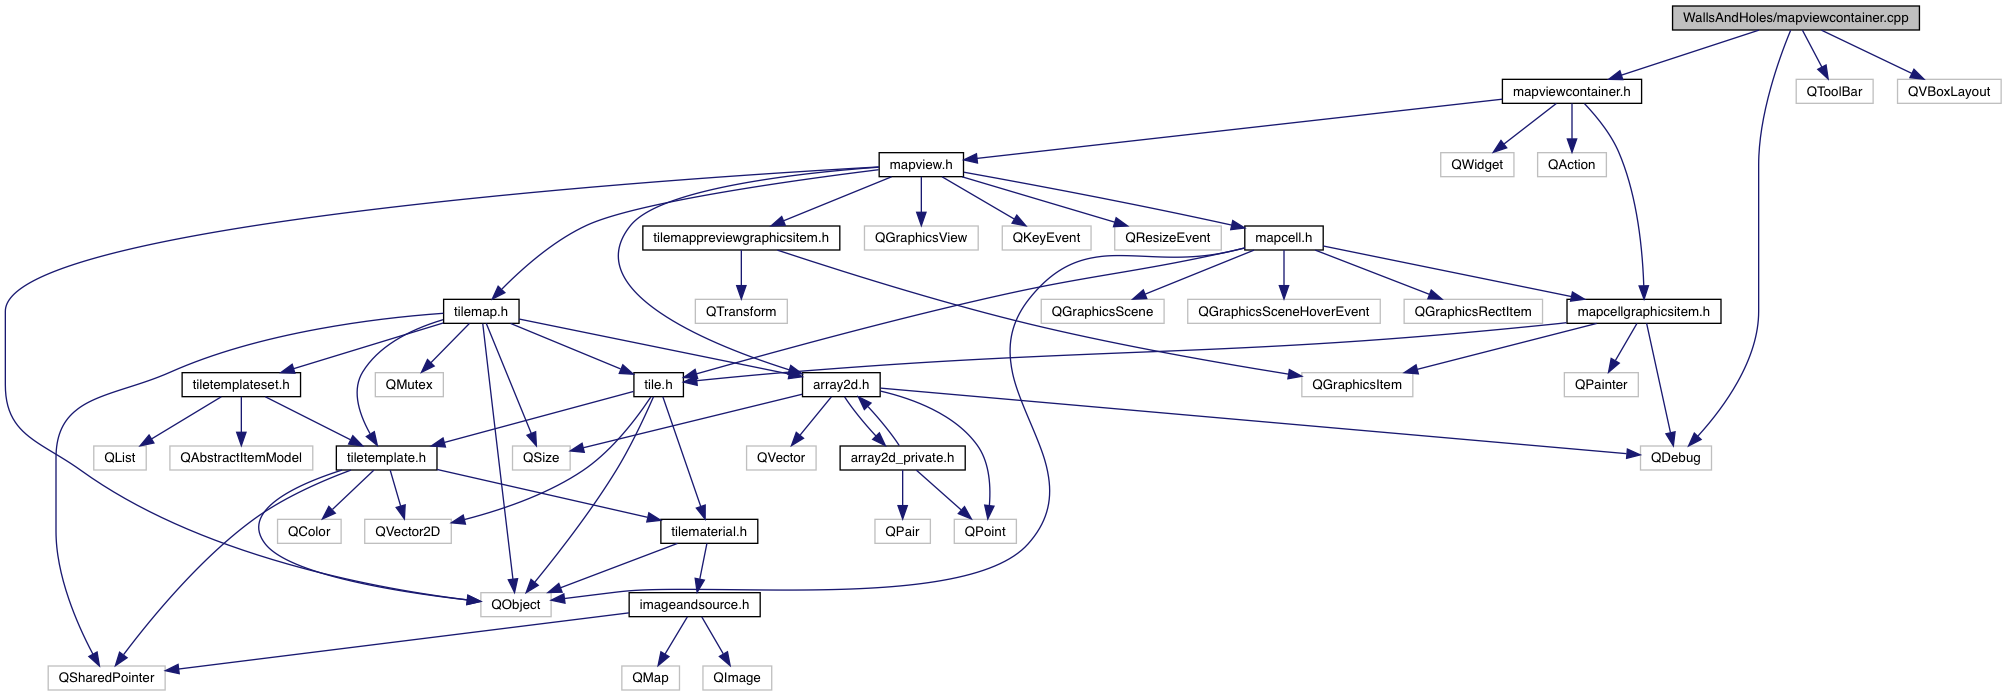 WallsAndHoles/mapviewcontainer.cpp
mapviewcontainer.h
QToolBar
QVBoxLayout
mapview.h
QWidget
QAction
tilemappreviewgraphicsitem.h
QGraphicsView
QKeyEvent
QResizeEvent
mapcell.h
tilemap.h
QTransform
QGraphicsScene
QGraphicsSceneHoverEvent
QGraphicsRectItem
mapcellgraphicsitem.h
tiletemplateset.h
QMutex
tile.h
array2d.h
QGraphicsItem
QPainter
QList
QAbstractItemModel
tiletemplate.h
QSize
QVector
array2d_private.h
QDebug
QColor
QVector2D
tilematerial.h
QPair
QPoint
QObject
imageandsource.h
QSharedPointer
QMap
QImage